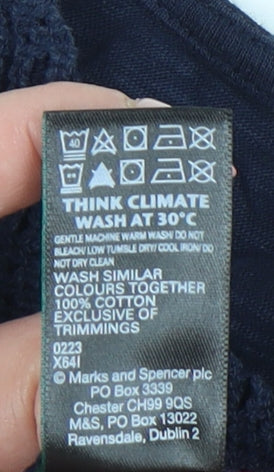 40
THINK CLIMATE
WASH AT 30°C
GENTLE MACHINE WARM WASH/ DO NOT
BLEACH/ LOW TUMBLE DRY/ COOL IRON/ DO
NOT DRY CLEAN
WASH SIMILAR
COLOURS TOGETHER
100% COTTON
EXCLUSIVE OF
TRIMMINGS
0223
X64I
© Marks and Spencer plc
PO Box 3339
Chester CH99 9QS
M&S, PO Box 13022
Ravensdale, Dublin 2